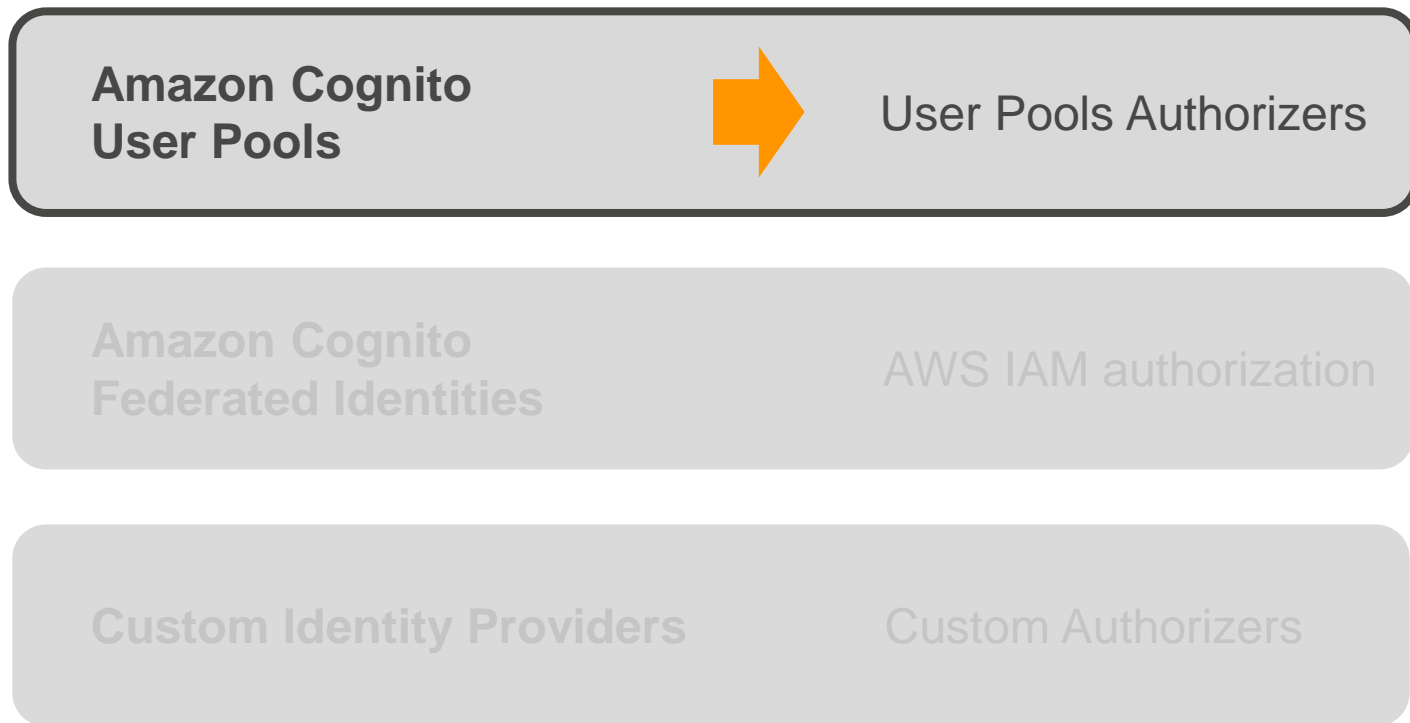 Amazon Cognito
User Pools
User Pools Authorizers
Amazon Cognito
Federated Identities
AWS IAM authorization
Custom Identity Providers
Custom Authorizers